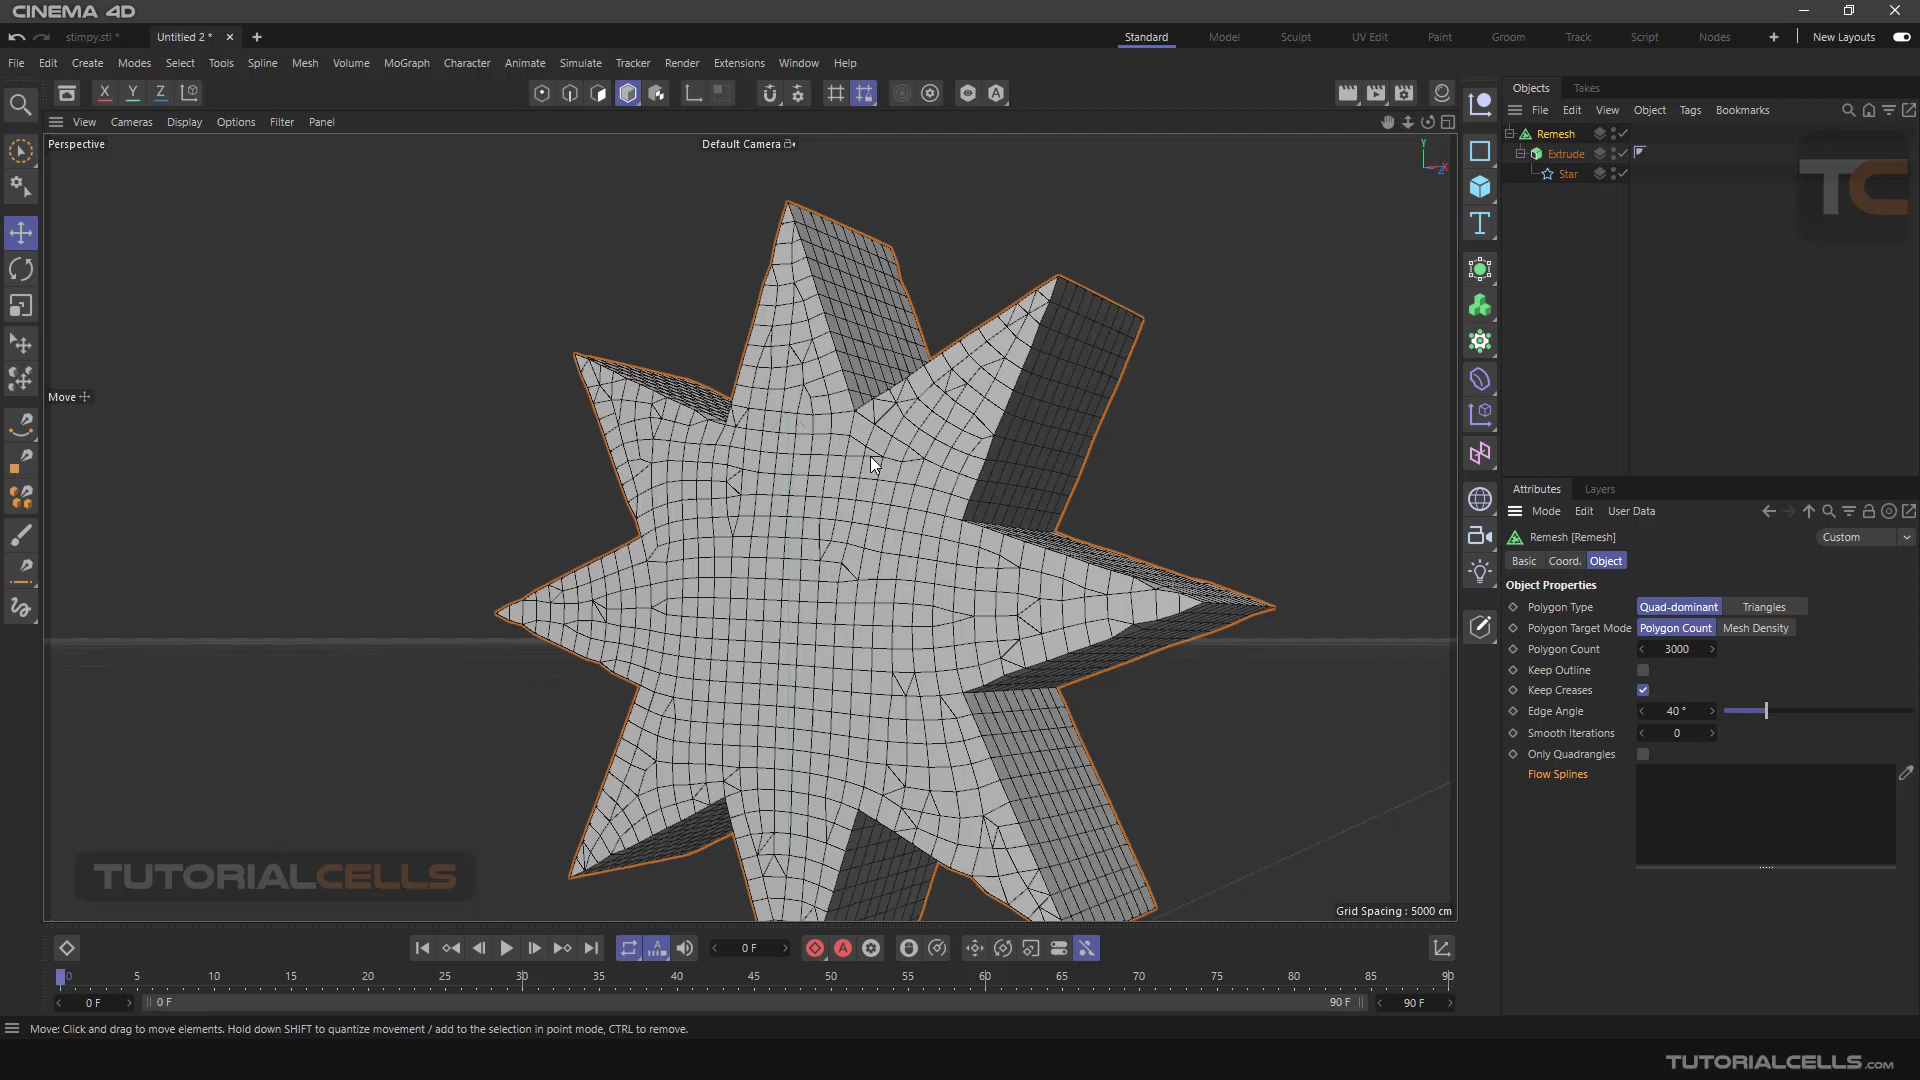 CINEMA 4D
stimpy.stl *
Untitled 2 *
Standard
Model
Sculpt
UV Edit
Paint
Groom
Track
Script
Nodes
New Layouts
File Edit Create Modes Select Tools Spline Mesh Volume MoGraph Character Animate Simulate Tracker Render Extensions Window Help
X Y Z
View Cameras Display Options Filter Panel
Perspective
Default Camera
Y
X
Z
Move
Grid Spacing : 5000 cm
Objects Takes
File Edit View Object Tags Bookmarks
Remesh
Extrude
Star
TC
Attributes Layers
Mode Edit User Data
Remesh [Remesh]
Custom
Basic Coord. Object
Object Properties
Polygon Type Quad-dominant Triangles
Polygon Target Mode Polygon Count Mesh Density
Polygon Count 3000
Keep Outline
Keep Creases
Edge Angle 40 °
Smooth Iterations 0
Only Quadrangles
Flow Splines
TUTORIALCELLS
0 F
0 5 10 15 20 25 30 35 40 45 50 55 60 65 70 75 80 85 90
0 F 0 F 90 F 90 F
Move: Click and drag to move elements. Hold down SHIFT to quantize movement / add to the selection in point mode, CTRL to remove.
TUTORIALCELLS.com